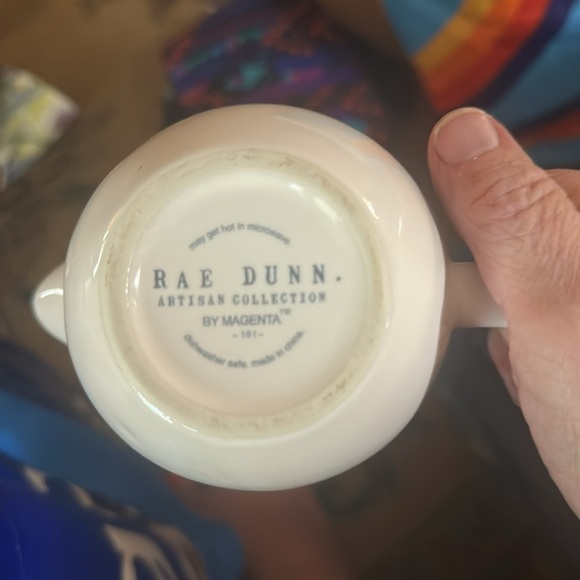 may get hot in microwave.
RAE DUNN.
ARTISAN COLLECTION
BY MAGENTA™
- 161 -
dishwasher safe. made in china.